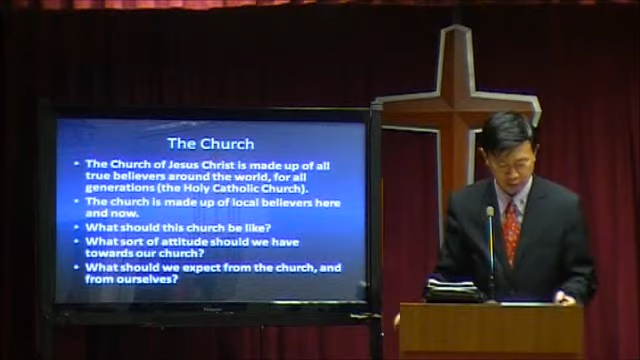 The Church
• The Church of Jesus Christ is made up of all
true believers around the world, for all
generations (the Holy Catholic Church).
• The church is made up of local believers here
and now.
• What should this church be like?
• What sort of attitude should we have
towards our church?
• What should we expect from the church, and
from ourselves?